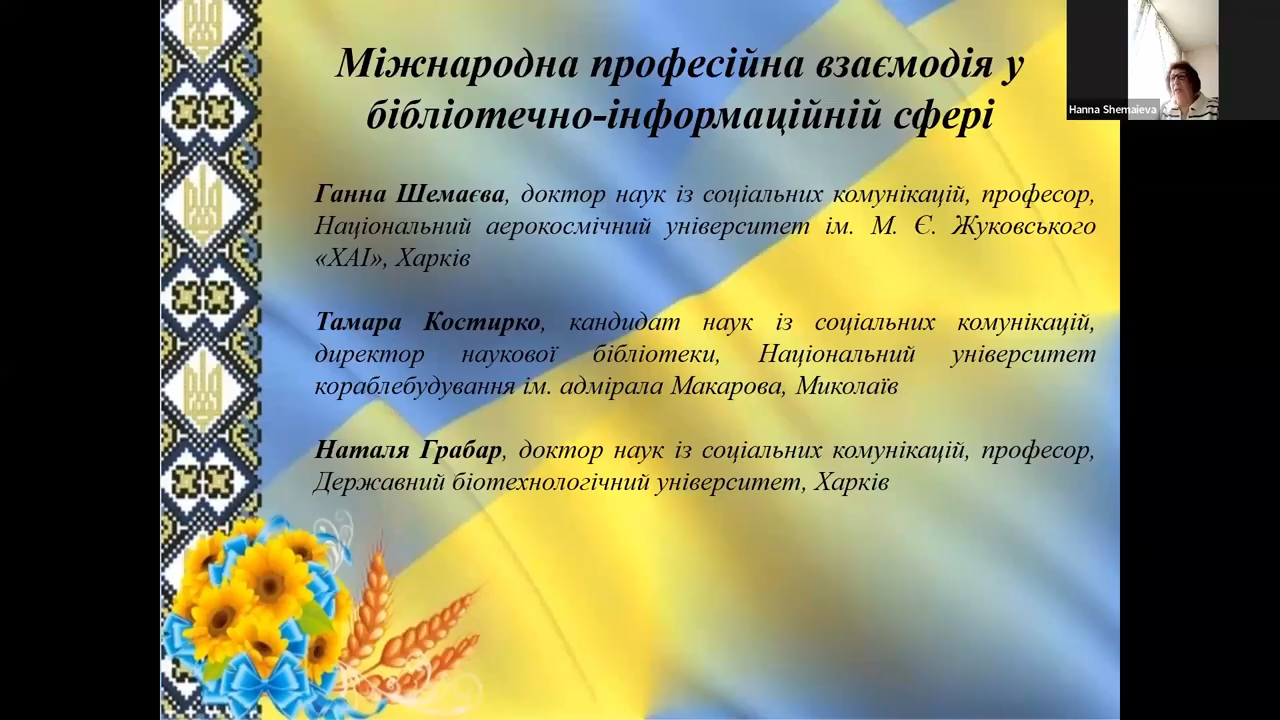 Міжнародна професійна взаємодія у
бібліотечно-інформаційній сфері
Hanna Shemaieva
Ганна Шемаєва, доктор наук із соціальних комунікацій, професор,
Національний аерокосмічний університет ім. М. Є. Жуковського
«ХАІ», Харків
Тамара Костирко, кандидат наук із соціальних комунікацій,
директор наукової бібліотеки, Національний університет
кораблебудування ім. адмірала Макарова, Миколаїв
Наталя Грабар, доктор наук із соціальних комунікацій, професор,
Державний біотехнологічний університет, Харків